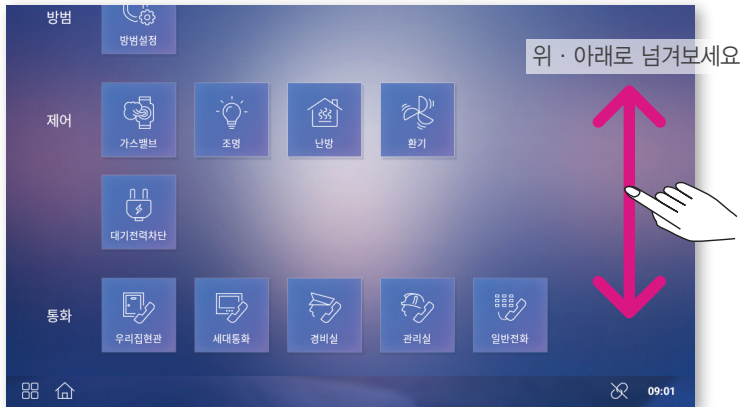 방범
방범설정
위 · 아래로 넘겨보세요
제어
가스밸브
조명
난방
환기
대기전력차단
통화
우리집현관
세대통화
경비실
관리실
일반전화
09:01